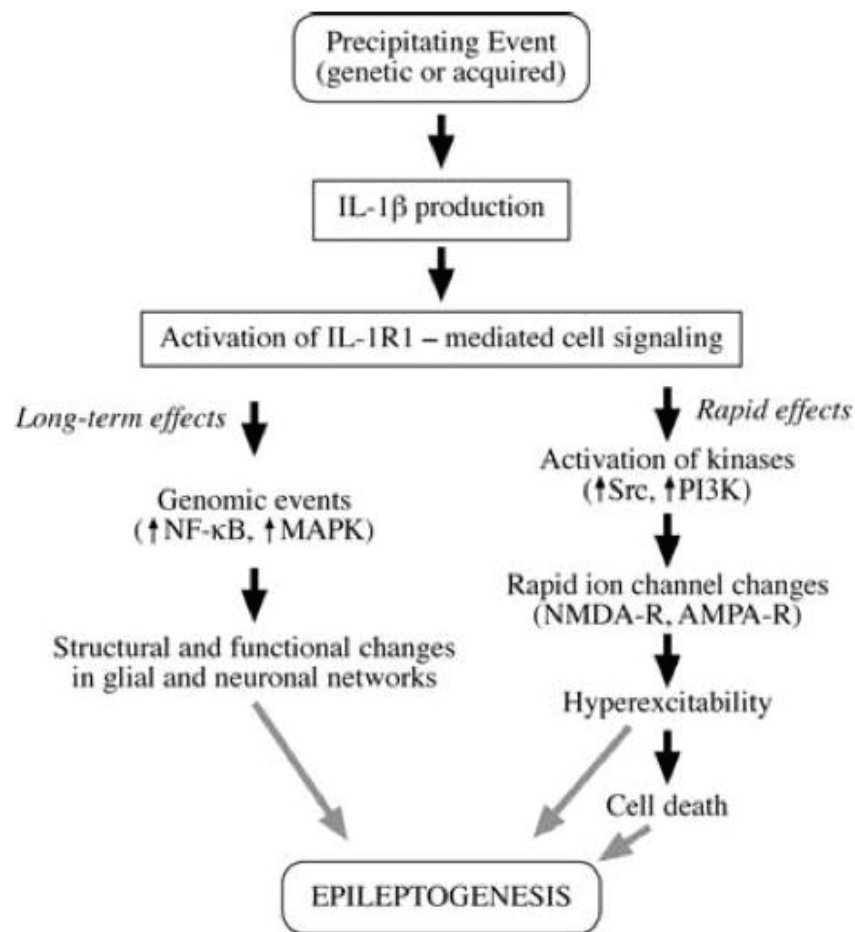 Precipitating Event
(genetic or acquired)
IL-1β production
Activation of IL-1R1 – mediated cell signaling
Long-term effects
Genomic events
(↑NF-κB, ↑MAPK)
Structural and functional changes
in glial and neuronal networks
Rapid effects
Activation of kinases
(↑Src, ↑PI3K)
Rapid ion channel changes
(NMDA-R, AMPA-R)
Hyperexcitability
Cell death
EPILEPTOGENESIS